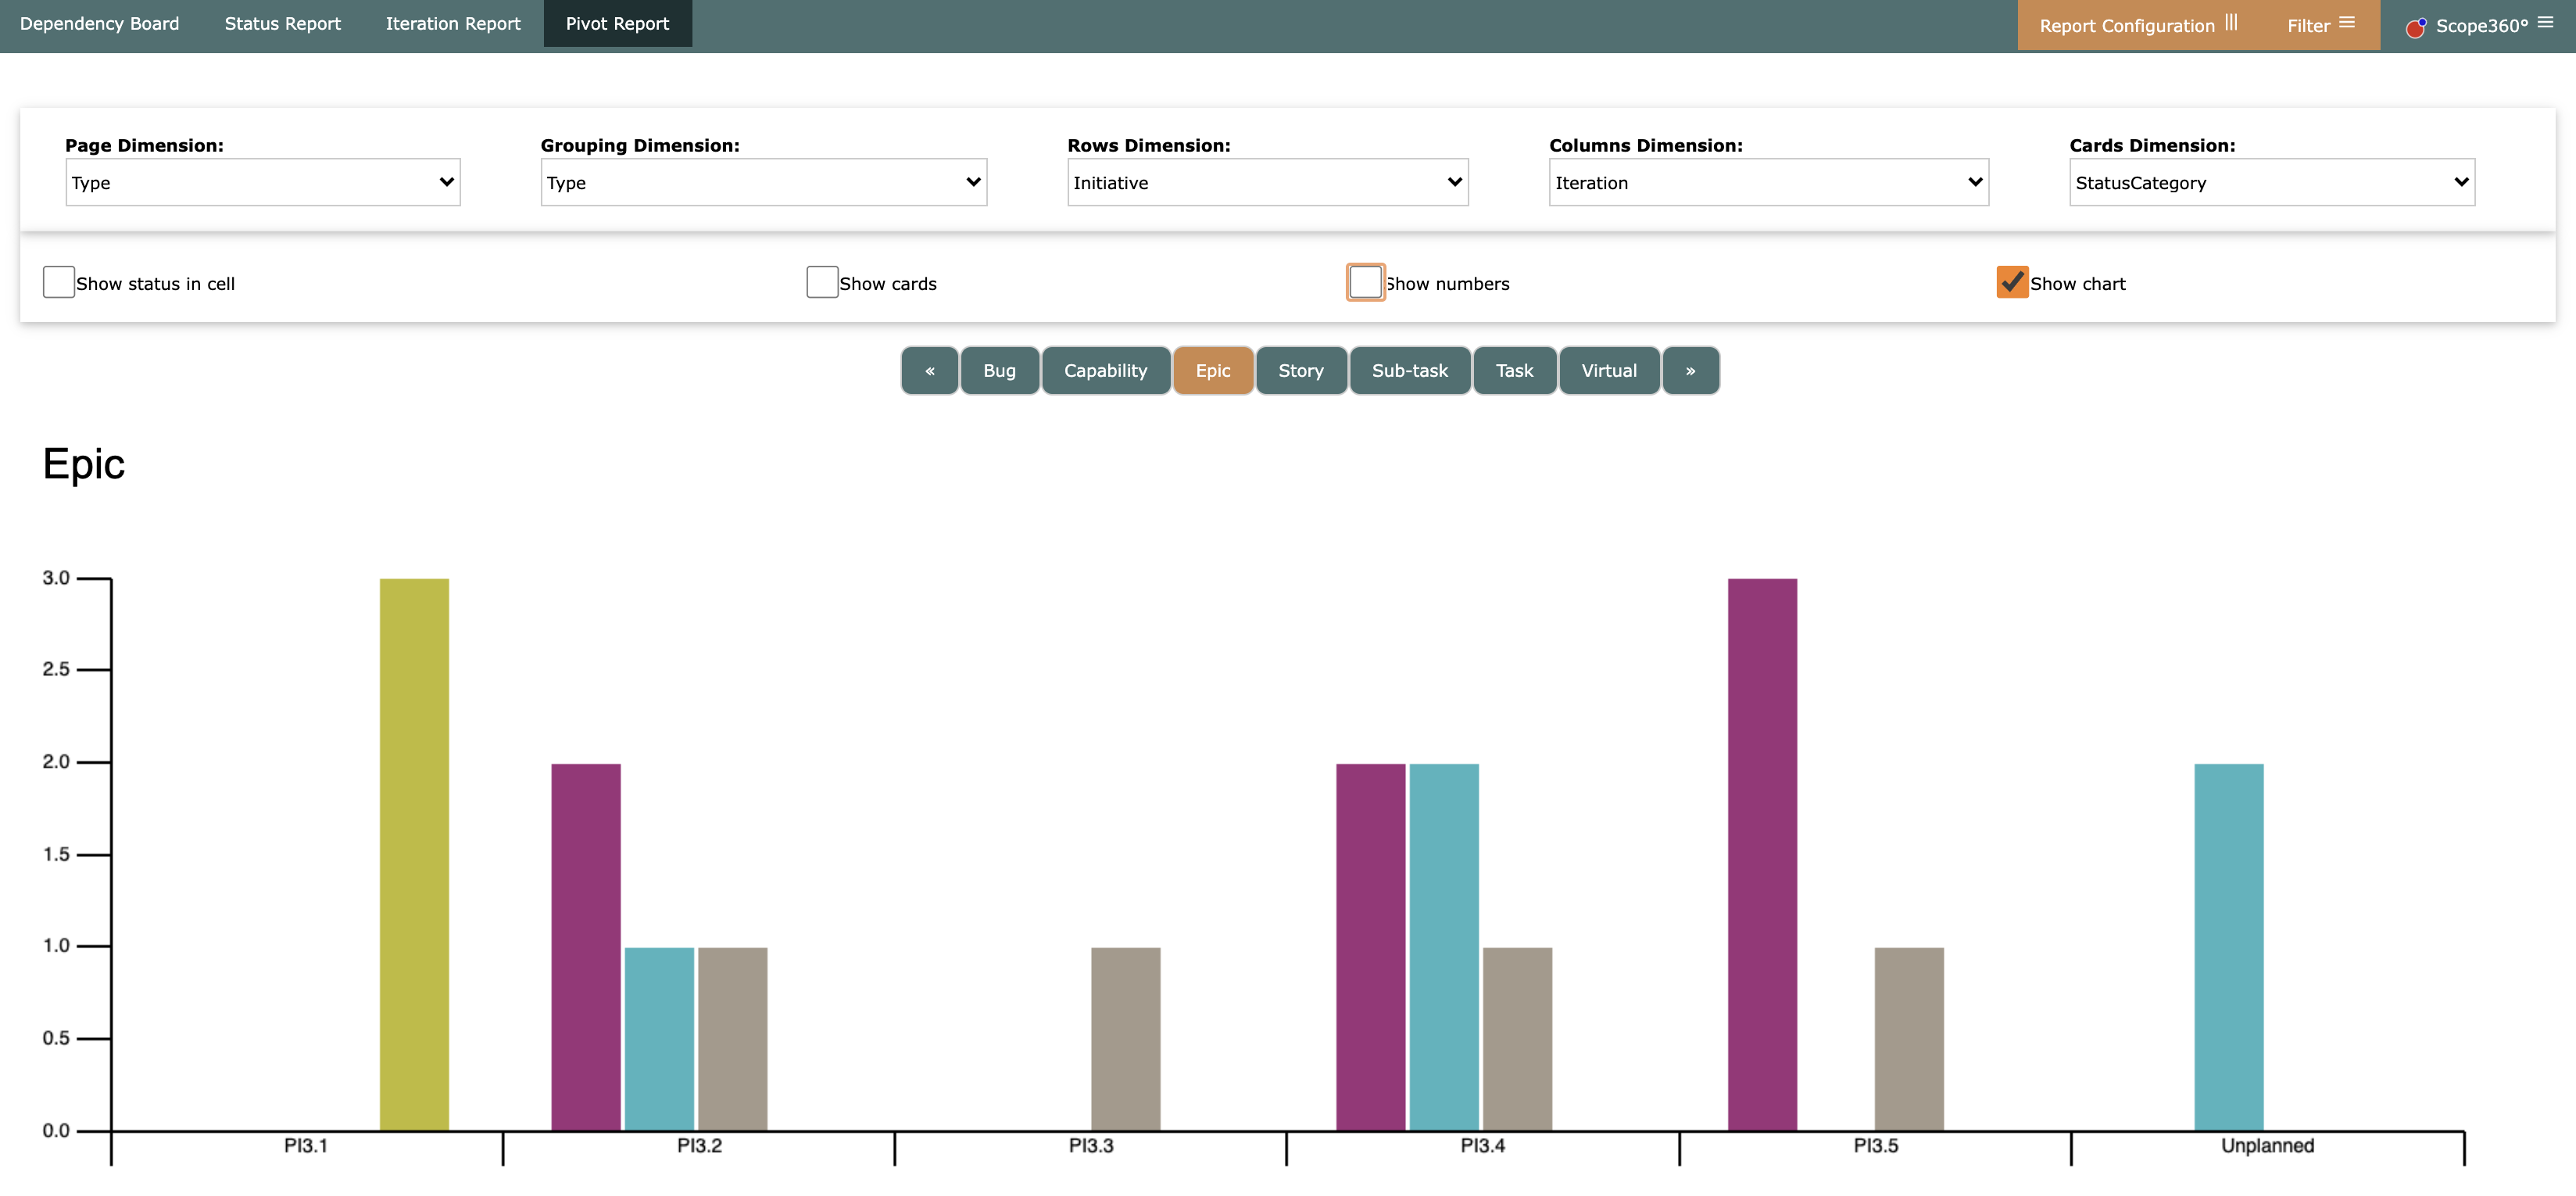 Dependency Board Status Report Iteration Report Pivot Report Report Configuration Filter Scope360°
Page Dimension: Grouping Dimension: Rows Dimension: Columns Dimension: Cards Dimension:
Type Type Initiative Iteration StatusCategory
Show status in cell Show cards Show numbers Show chart
« Bug Capability Epic Story Sub-task Task Virtual »
Epic
3.0
2.5
2.0
1.5
1.0
0.5
0.0
PI3.1 PI3.2 PI3.3 PI3.4 PI3.5 Unplanned